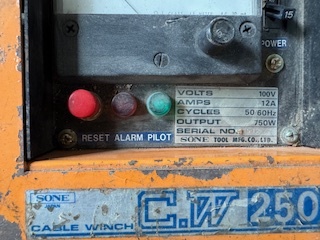 15
POWER
VOLTS 100V
AMPS 12A
CYCLES 50/60Hz
OUTPUT 750W
SERIAL NO.
SONE TOOL MFG.CO.,LTD.
RESET ALARM PILOT
SONE
JAPAN
CABLE WINCH C.W 250